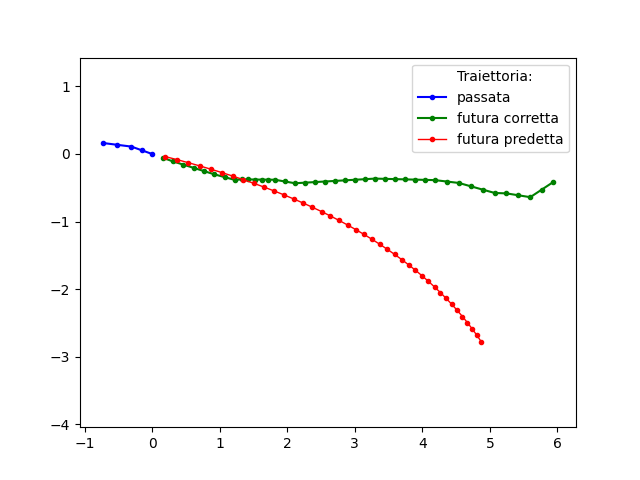 Traiettoria:
passata
futura corretta
futura predetta
1
0
−1
−2
−3
−4
−1 0 1 2 3 4 5 6